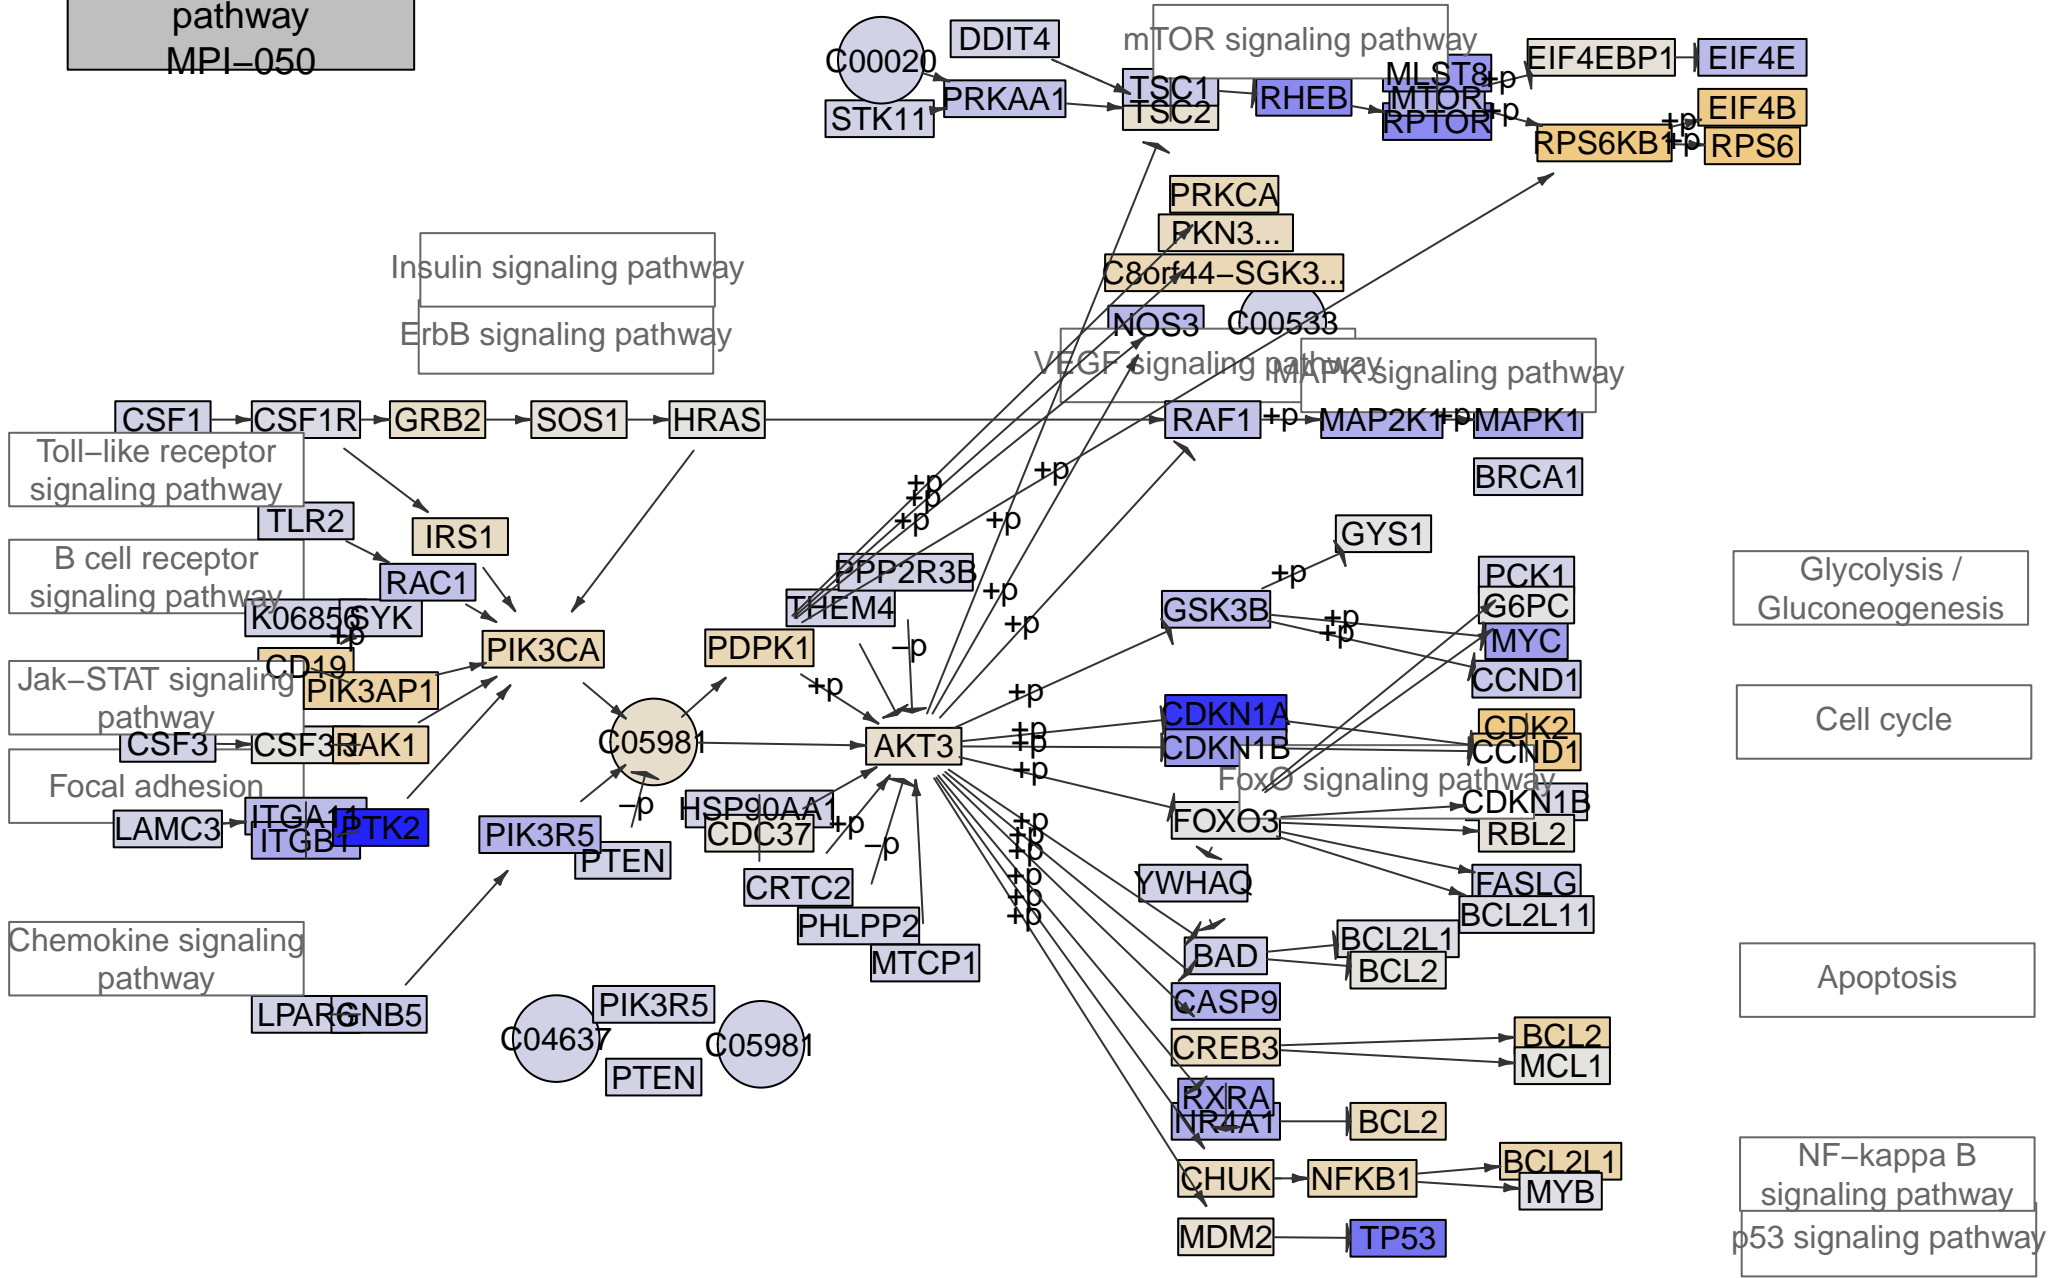 pathway
MPI−050
C00020
DDIT4
STK11
PRKAA1
TSC1
TSC2
mTOR signaling pathway
RHEB
MLST8
MTOR
RPTOR
+p
+p
EIF4EBP1
EIF4E
EIF4B
RPS6KB1
+p
+p
RPS6
PRKCA
PKN3...
C8orf44−SGK3...
NOS3
C00533
Insulin signaling pathway
ErbB signaling pathway
VEGF signaling pathway
MAPK signaling pathway
CSF1
CSF1R
GRB2
SOS1
HRAS
RAF1
+p
MAP2K1
+p
MAPK1
BRCA1
Toll−like receptor
signaling pathway
TLR2
IRS1
B cell receptor
signaling pathway
RAC1
K06856
SYK
+p
CD19
PIK3AP1
PIK3CA
PDPK1
THEM4
PPP2R3B
+p
+p
+p
+p
+p
+p
+p
−p
+p
GYS1
GSK3B
+p
+p
+p
PCK1
G6PC
MYC
CCND1
Glycolysis /
Gluconeogenesis
Jak−STAT signaling
pathway
CSF3
CSF3R
JAK1
C05981
AKT3
+p
+p
+p
+p
CDKN1A
CDKN1B
CDK2
CCND1
Cell cycle
FoxO signaling pathway
Focal adhesion
LAMC3
ITGA11
ITGB1
PTK2
PIK3R5
−p
PTEN
HSP90AA1
CDC37
+p
−p
CRTC2
PHLPP2
MTCP1
+p
+p
+p
+p
+p
+p
FOXO3
CDKN1B
RBL2
YWHAQ
FASLG
BCL2L11
BAD
BCL2L1
BCL2
Apoptosis
Chemokine signaling
pathway
LPAR6
GNB5
C04637
PIK3R5
PTEN
C05981
CASP9
CREB3
BCL2
MCL1
RXRA
NR4A1
BCL2
CHUK
NFKB1
BCL2L1
MYB
NF−kappa B
signaling pathway
MDM2
TP53
p53 signaling pathway